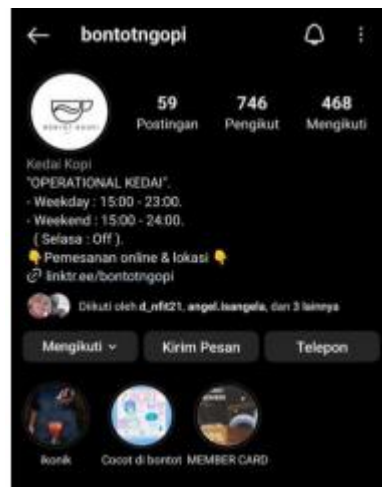 bontotngopi
59 746 468
Postingan Pengikut Mengikuti
Kedai Kopi
"OPERATIONAL KEDAI".
- Weekday : 15:00 - 23:00.
- Weekend : 15:00 - 24:00.
( Selasa : Off ).
👇Pemesanan online & lokasi👇
linktr.ee/bontotngopi
Diikuti oleh d_nfit21, angel.isangela, dan 3 lainnya
Mengikuti Kirim Pesan Telepon
ikonik Cocot di bontot MEMBER CARD